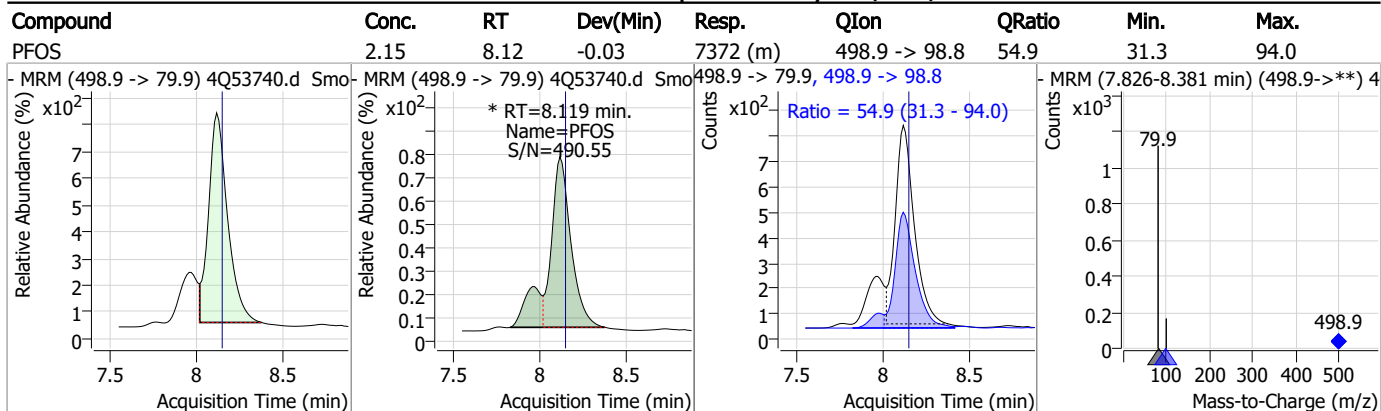 Compound Conc. RT Dev(Min) Resp. QIon QRatio Min. Max.
PFOS 2.15 8.12 -0.03 7372 (m) 498.9 -> 98.8 54.9 31.3 94.0
- MRM (498.9 -> 79.9) 4Q53740.d Smo
Relative Abundance (%)
x10²
7
6
5
4
3
2
1
0
7.5 8 8.5
Acquisition Time (min)
- MRM (498.9 -> 79.9) 4Q53740.d Smo
Relative Abundance (%)
x10²
* RT=8.119 min.
Name=PFOS
S/N=490.55
0.8
0.7
0.6
0.5
0.4
0.3
0.2
0.1
0
7.5 8 8.5
Acquisition Time (min)
498.9 -> 79.9, 498.9 -> 98.8
Counts
x10²
Ratio = 54.9 (31.3 - 94.0)
7
6
5
4
3
2
1
0
7.5 8 8.5
Acquisition Time (min)
- MRM (7.826-8.381 min) (498.9->**) 4
Counts
x10³
79.9
1
0.8
0.6
0.4
0.2
498.9
0
100 200 300 400 500
Mass-to-Charge (m/z)